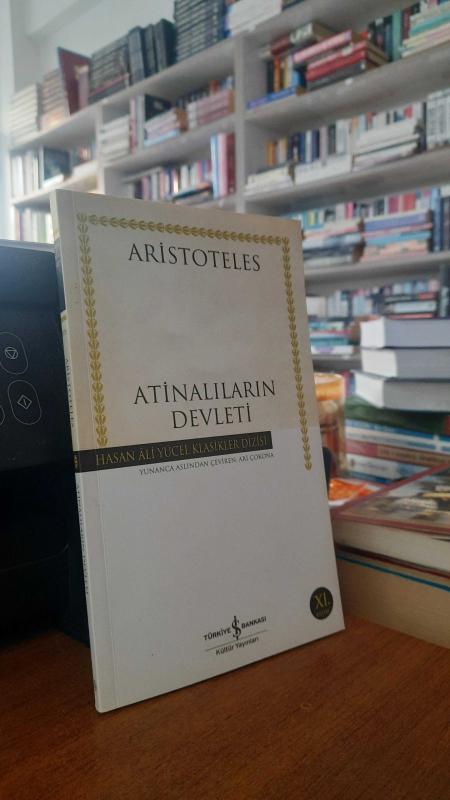 ARİSTOTELES
ATİNALILARIN
DEVLETİ
HASAN ÂLİ YÜCEL KLASİKLER DİZİSİ
YUNANCA ASLINDAN ÇEVİREN: ARİ ÇOKONA
XI.
TÜRKİYE İŞ BANKASI
Kültür Yayınları